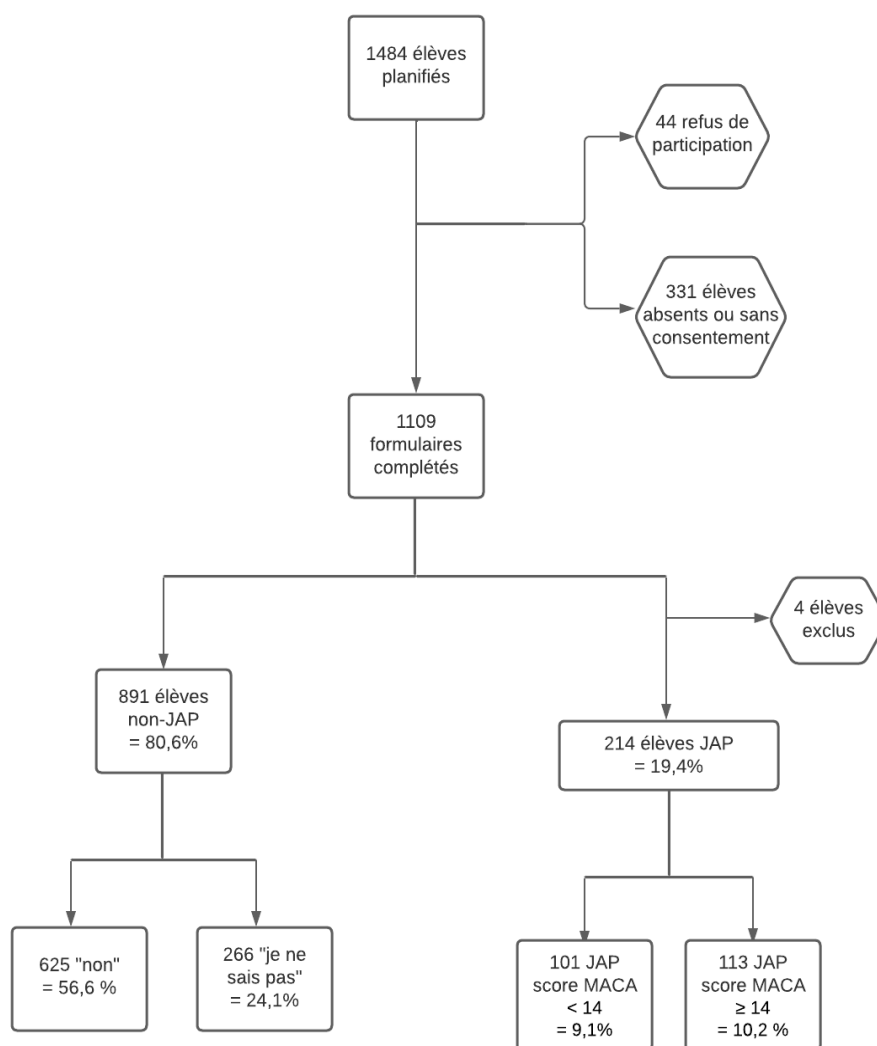 1484 élèves
planifiés
44 refus de
participation
331 élèves
absents ou sans
consentement
1109
formulaires
complétés
4 élèves
exclus
891 élèves
non-JAP
= 80,6%
214 élèves JAP
= 19,4%
625 "non"
= 56,6 %
266 "je ne
sais pas"
= 24,1%
101 JAP
score MACA
< 14
= 9,1%
113 JAP
score MACA
≥ 14
= 10,2 %